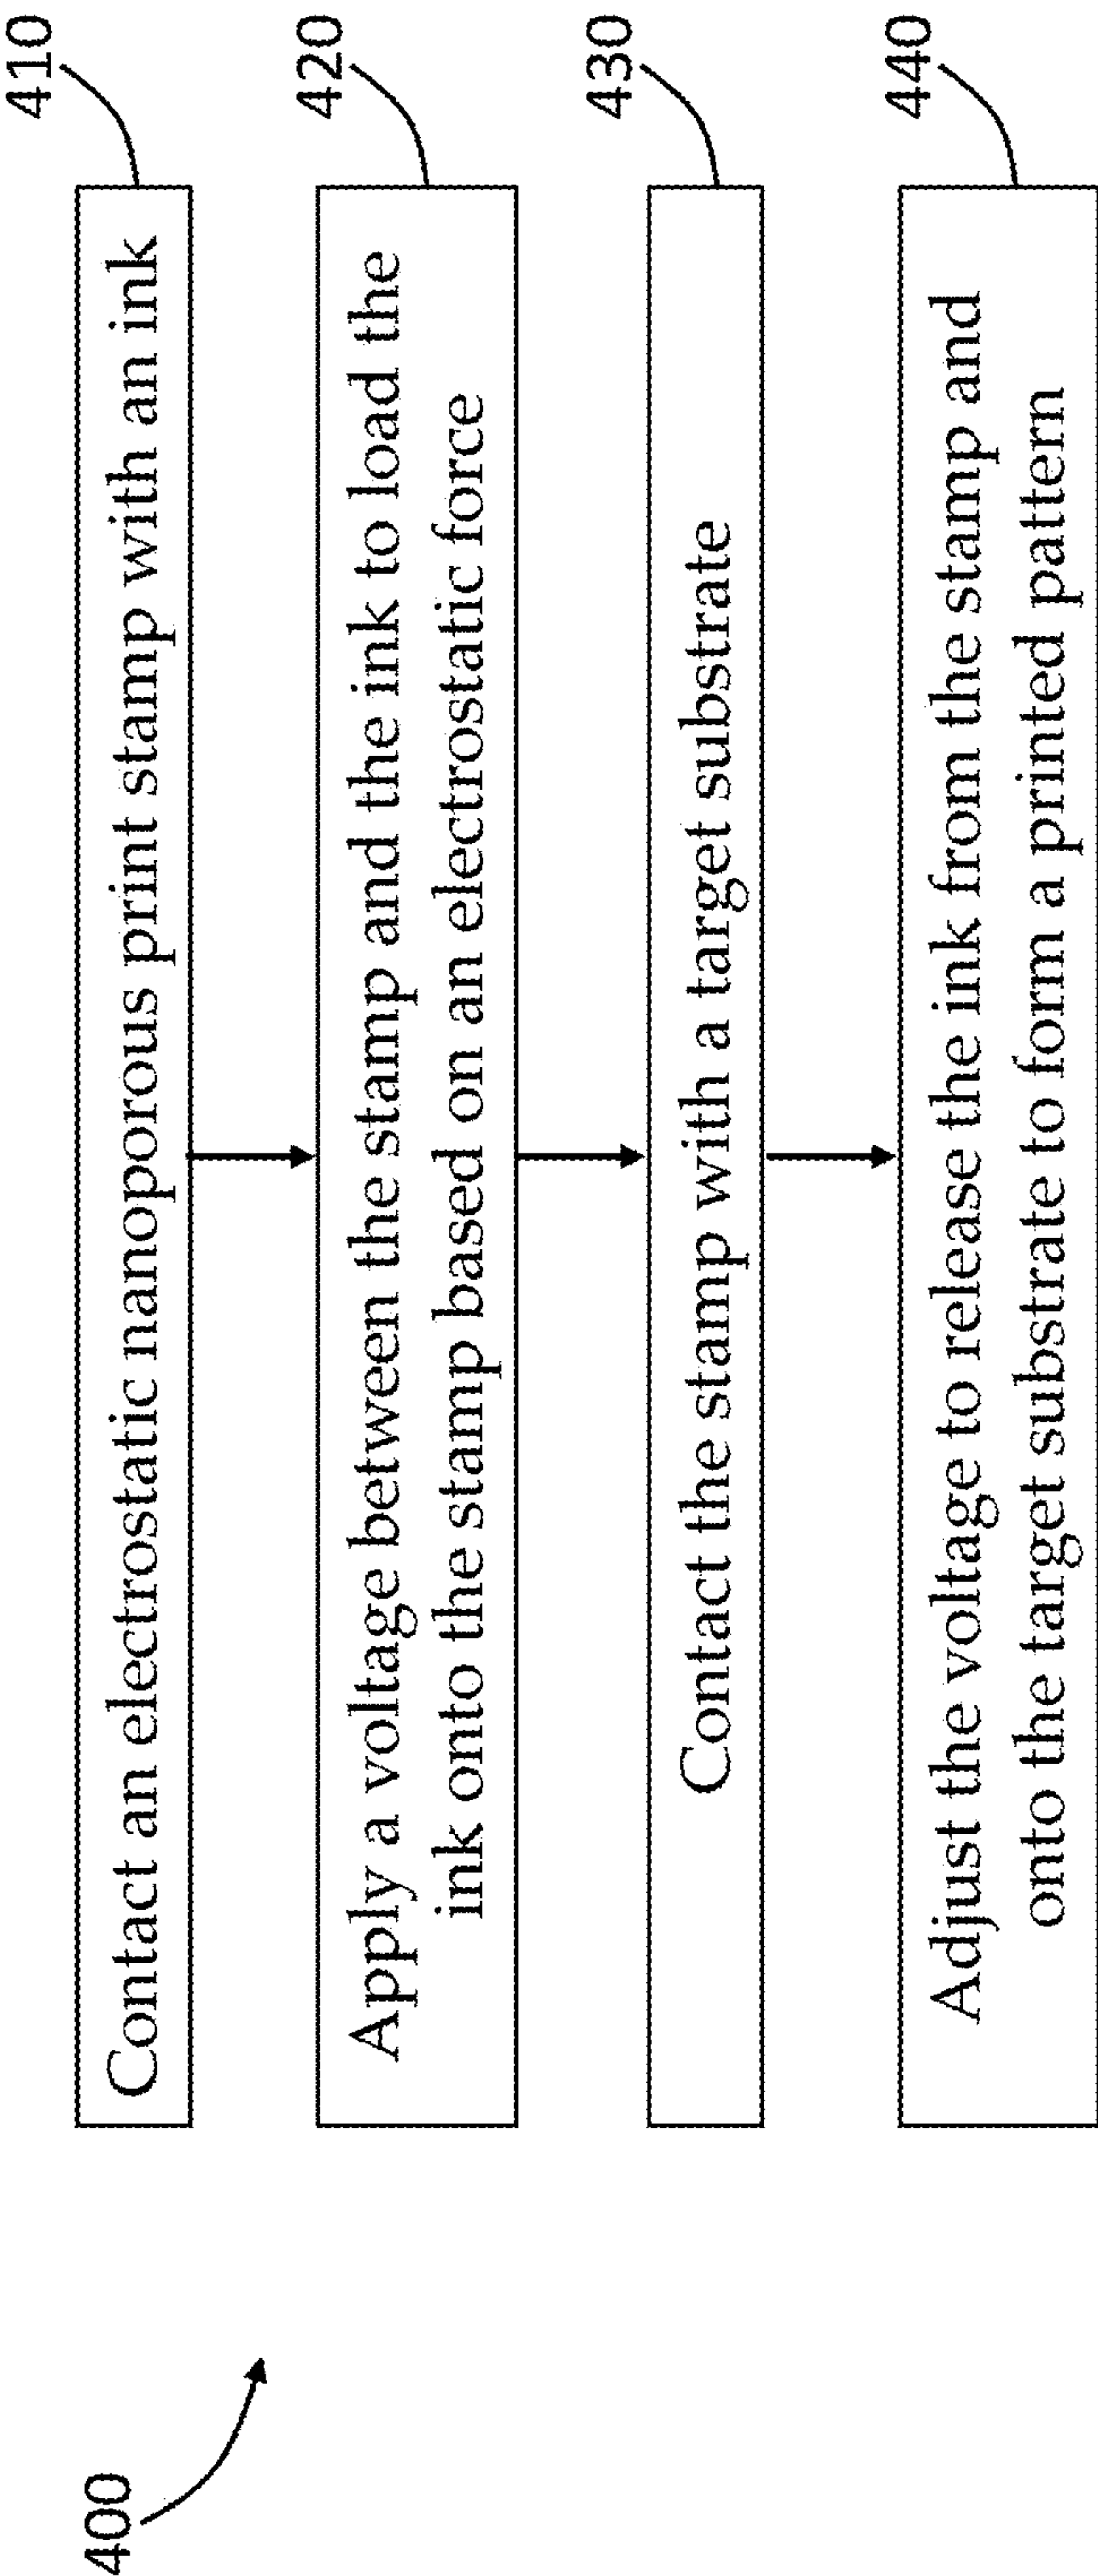 400
410
Contact an electrostatic nanoporous print stamp with an ink
420
Apply a voltage between the stamp and the ink to load the
ink onto the stamp based on an electrostatic force
430
Contact the stamp with a target substrate
440
Adjust the voltage to release the ink from the stamp and
onto the target substrate to form a printed pattern